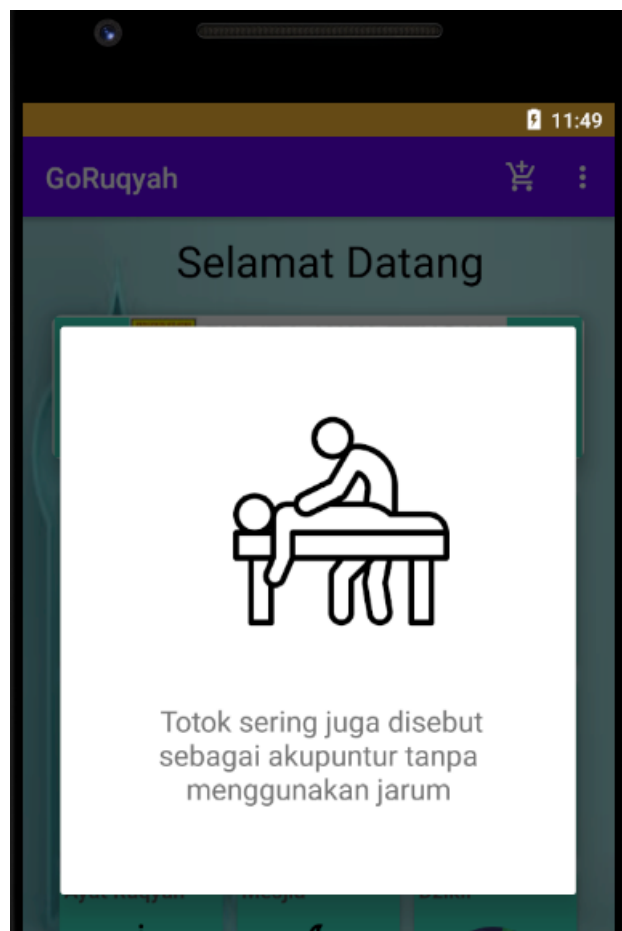 11:49
GoRuqyah
Selamat Datang
Totok sering juga disebut
sebagai akupuntur tanpa
menggunakan jarum